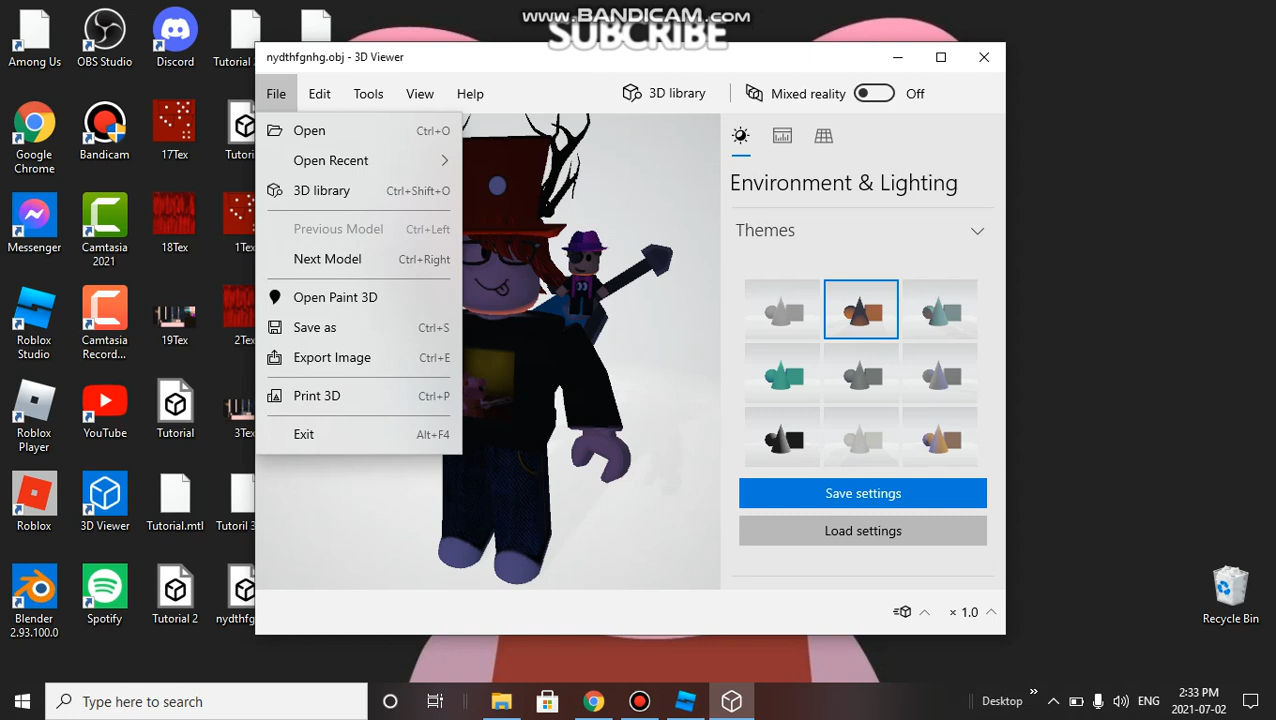 www.BANDICAM.com
SUBCRIBE
Among Us
OBS Studio
Discord
nydthfgnhg.obj - 3D Viewer
File Edit Tools View Help
3D library
Mixed reality Off
Open Ctrl+O
Open Recent
3D library Ctrl+Shift+O
Previous Model Ctrl+Left
Next Model Ctrl+Right
Open Paint 3D
Save as Ctrl+S
Export Image Ctrl+E
Print 3D Ctrl+P
Exit Alt+F4
Environment & Lighting
Themes
Save settings
Load settings
× 1.0
Google
Chrome
Bandicam
17Tex
Messenger
Camtasia
2021
18Tex
1Tex
Roblox
Studio
Camtasia
Record...
19Tex
2Tex
Roblox
Player
YouTube
Tutorial
3Tex
Roblox
3D Viewer
Tutorial.mtl
Tutoril 3
Blender
2.93.100.0
Spotify
Tutorial 2
nydthfg
Recycle Bin
Type here to search
Desktop
»
ENG
2:33 PM
2021-07-02